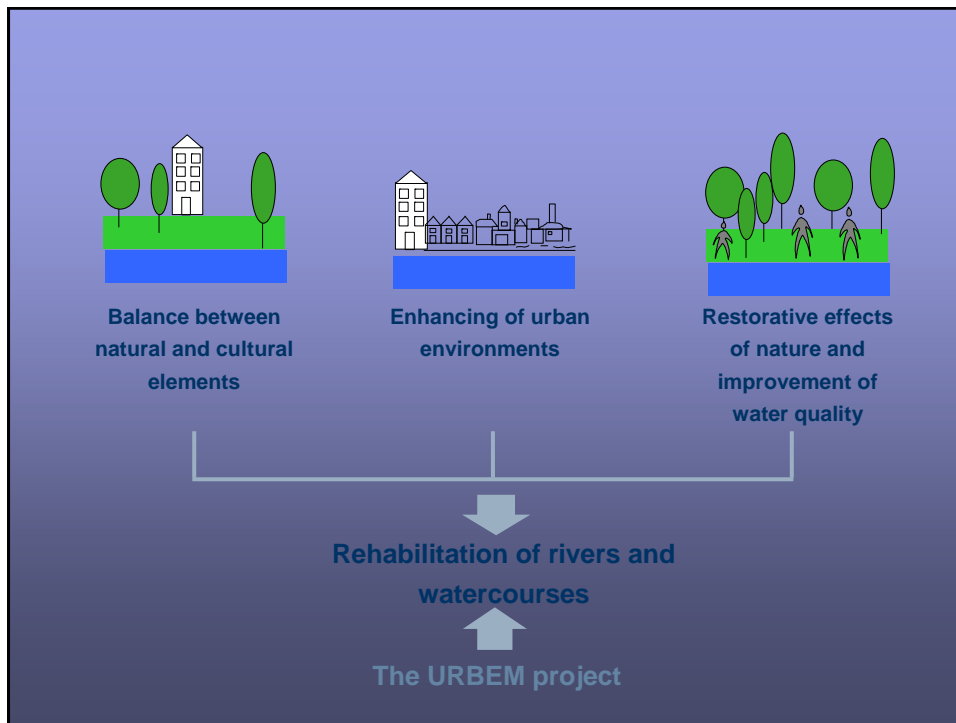 Balance between
natural and cultural
elements
Enhancing of urban
environments
Restorative effects
of nature and
improvement of
water quality
Rehabilitation of rivers and
watercourses
The URBEM project